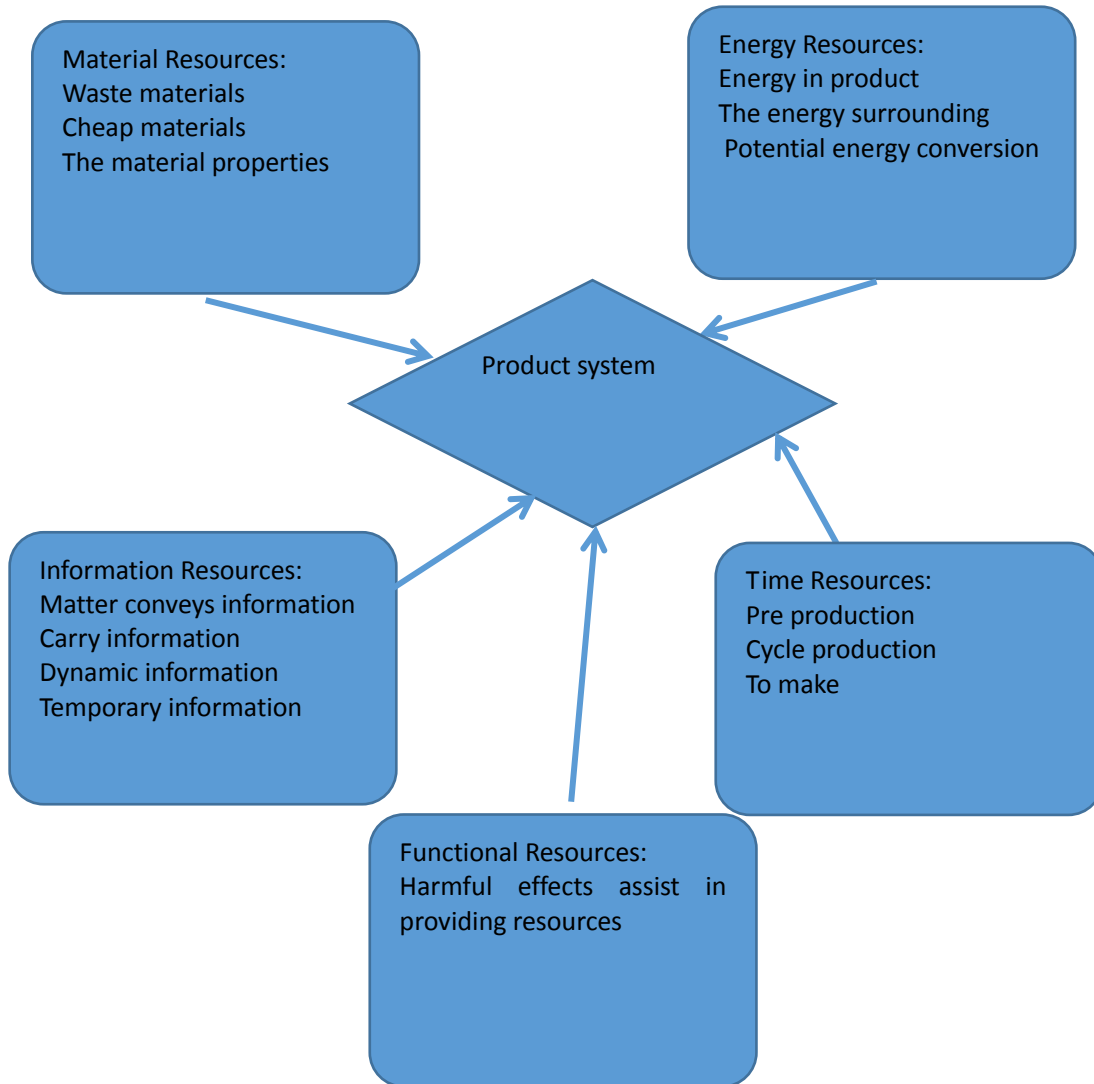 Material Resources:
Waste materials
Cheap materials
The material properties
Energy Resources:
Energy in product
The energy surrounding
Potential energy conversion
Product system
Information Resources:
Matter conveys information
Carry information
Dynamic information
Temporary information
Time Resources:
Pre production
Cycle production
To make
Functional Resources:
Harmful effects assist in
providing resources